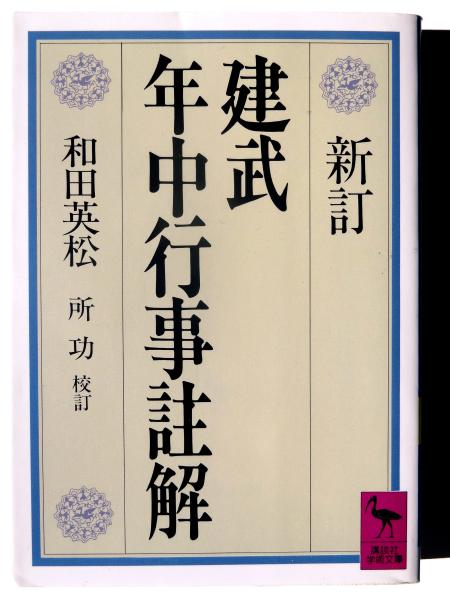 新訂
建武
年中行事註解
和田英松
所功 校訂
講談社
学術文庫